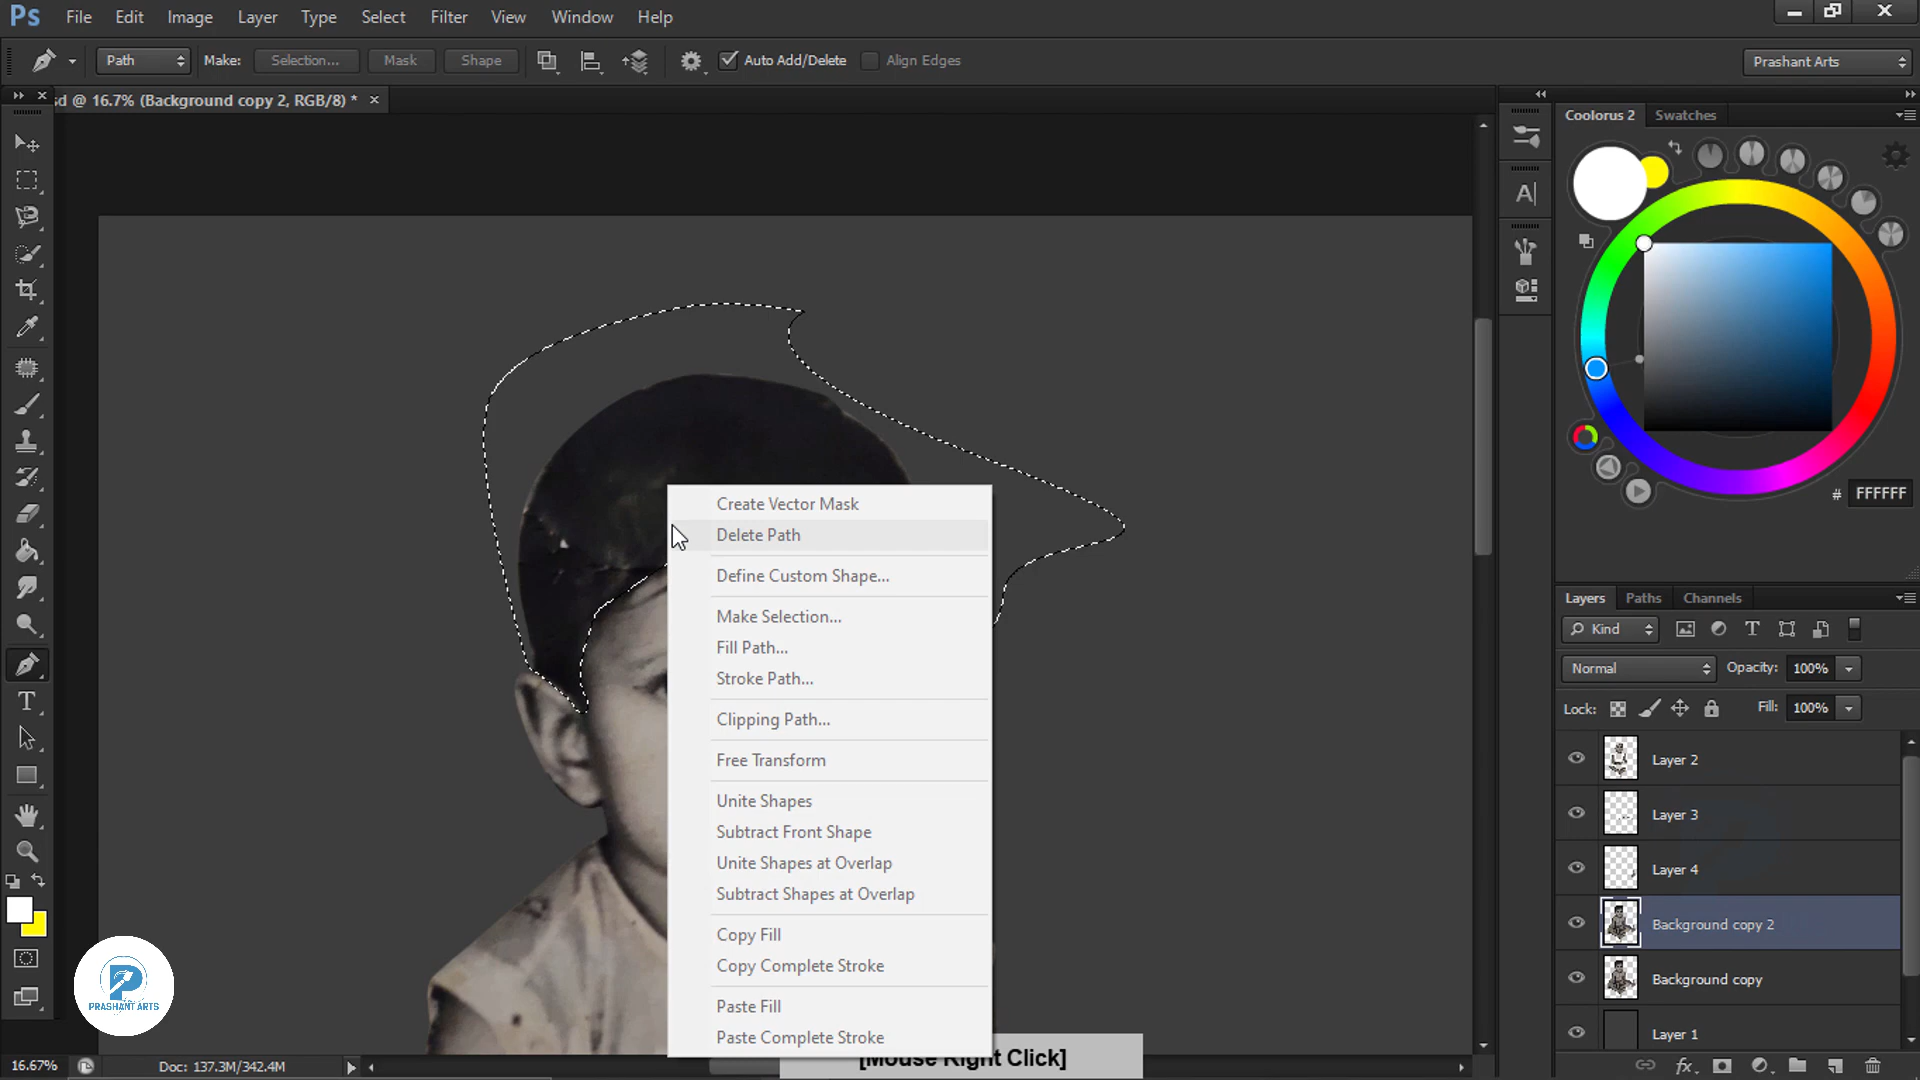 Ps File Edit Image Layer Type Select Filter View Window Help
Path Make: Selection... Mask Shape Auto Add/Delete Align Edges Prashant Arts
sd @ 16.7% (Background copy 2, RGB/8) *
Coolorus 2 Swatches
# FFFFFF
Create Vector Mask
Delete Path
Define Custom Shape...
Make Selection...
Fill Path...
Stroke Path...
Clipping Path...
Free Transform
Unite Shapes
Subtract Front Shape
Unite Shapes at Overlap
Subtract Shapes at Overlap
Copy Fill
Copy Complete Stroke
Paste Fill
Paste Complete Stroke
Layers Paths Channels
Kind
Normal Opacity: 100%
Lock: Fill: 100%
Layer 2
Layer 3
Layer 4
Background copy 2
Background copy
Layer 1
PRASHANT ARTS
[Mouse Right Click]
16.67% Doc: 137.3M/342.4M